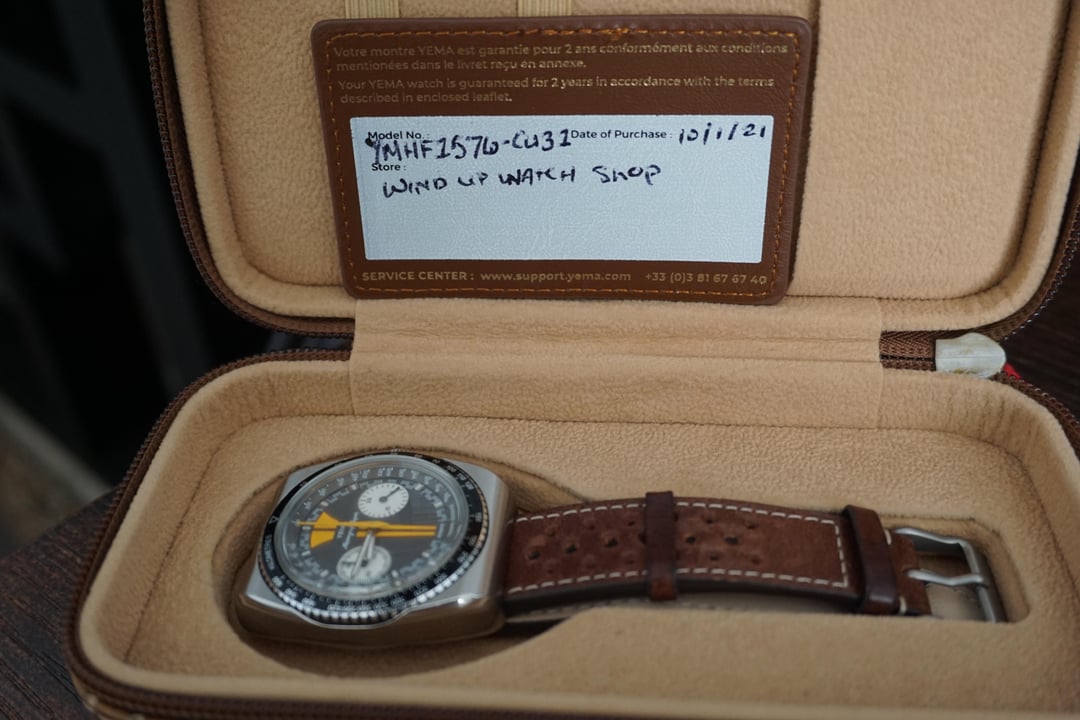 Votre montre YEMA est garantie pour 2 ans conformément aux conditions
mentionées dans le livret reçu en annexe.
Your YEMA watch is guaranteed for 2 years in accordance with the terms
described in enclosed leaflet.
Model No. : YMHF1576-CU31 Date of Purchase : 10/1/21
Store :
WIND UP WATCH SHOP
SERVICE CENTER : www.support.yema.com +33 (0)3 81 67 67 40